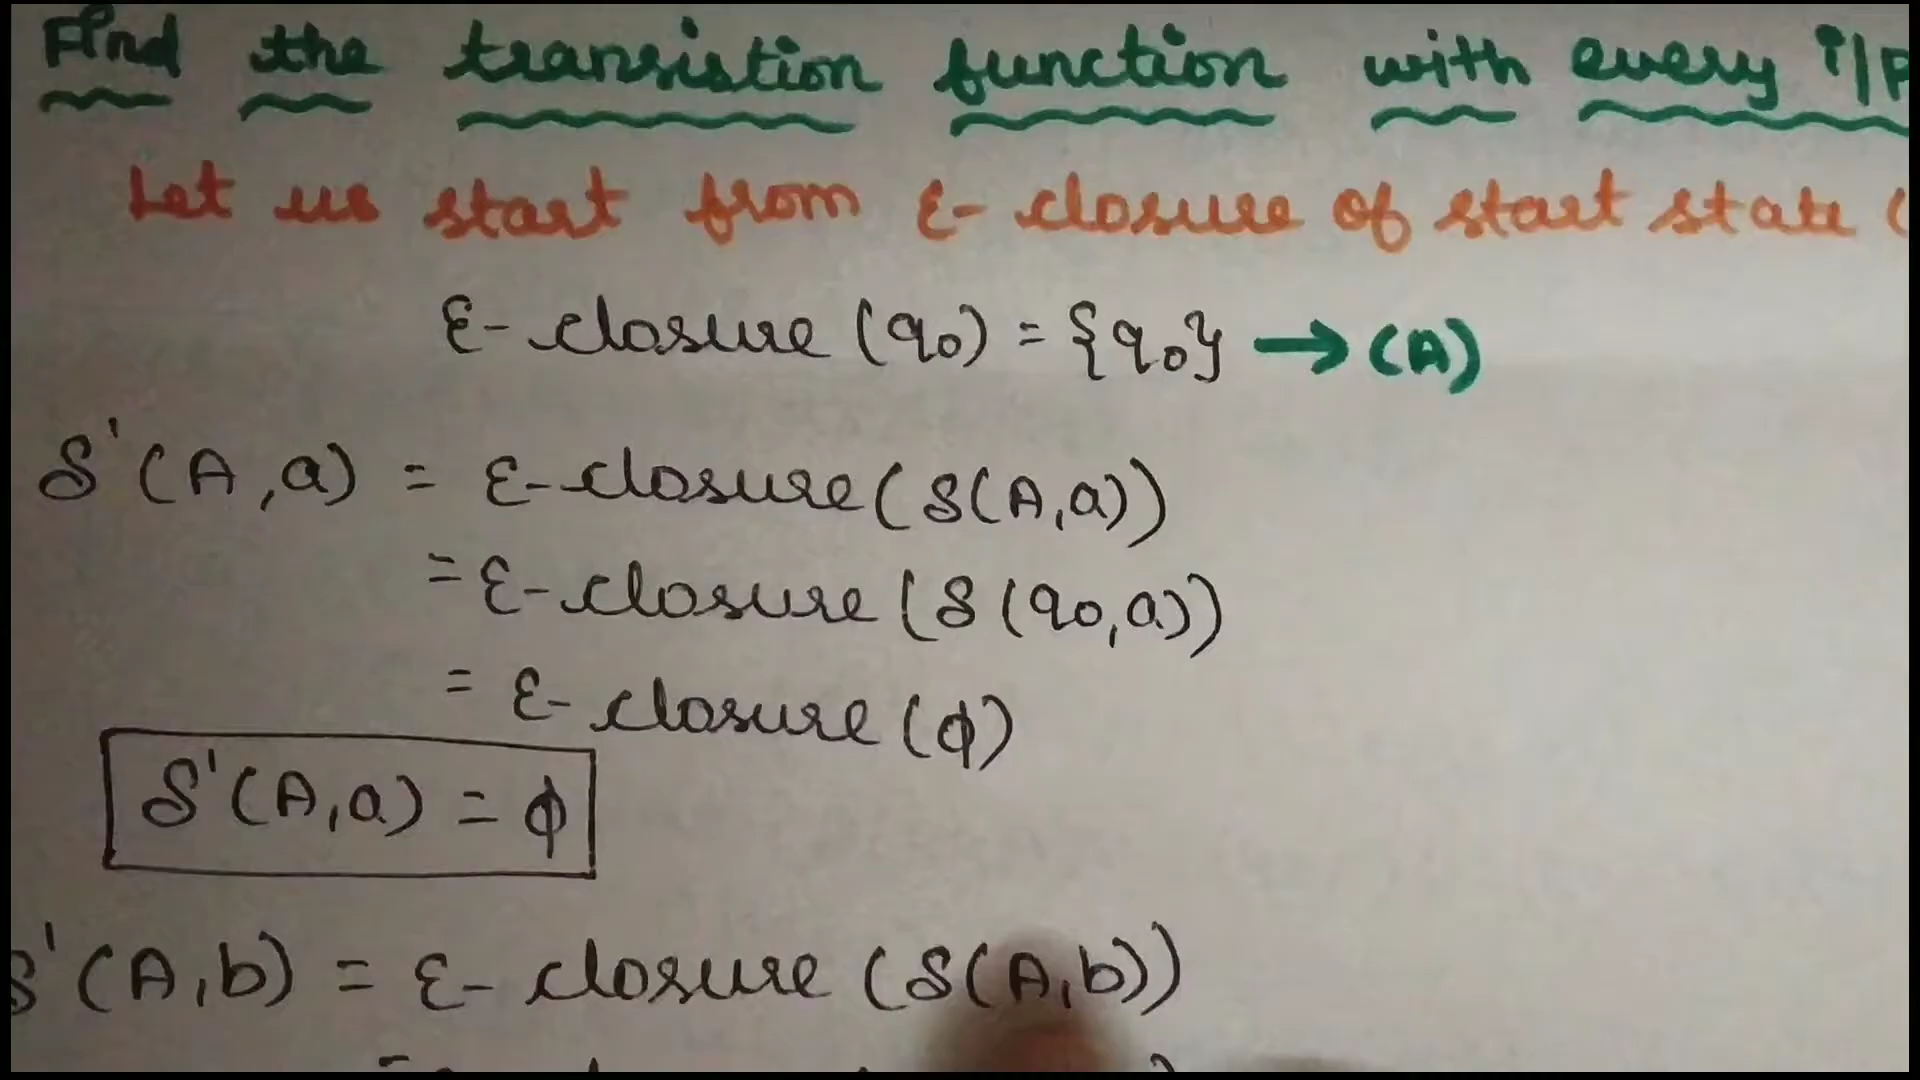 Find the transistion function with every i/p
Let us start from ε-closure of start state (
ε-closure (q0) = {q0} → (A)
δ'(A,a) = ε-closure(δ(A,a))
= ε-closure(δ(q0,a))
= ε-closure(ϕ)
δ'(A,a) = ϕ
δ'(A,b) = ε-closure (δ(A,b))